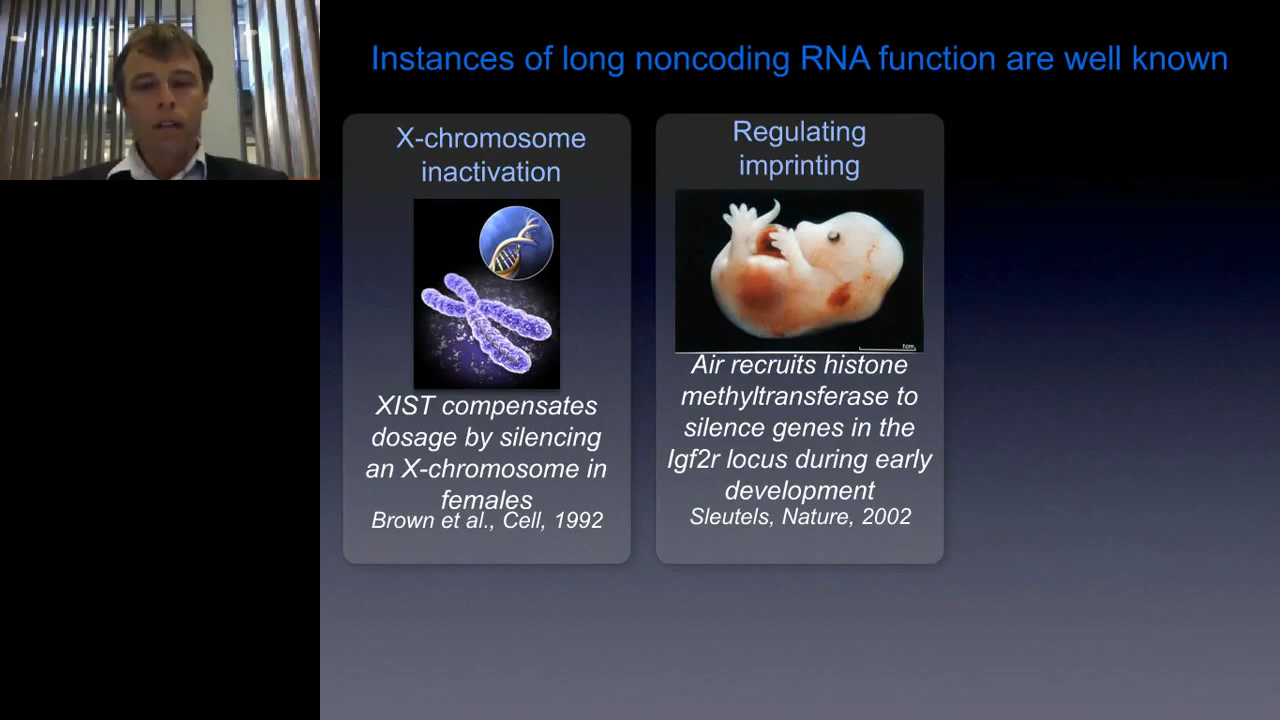 Instances of long noncoding RNA function are well known
X-chromosome
inactivation
XIST compensates
dosage by silencing
an X-chromosome in
females
Brown et al., Cell, 1992
Regulating
imprinting
1cm
Air recruits histone
methyltransferase to
silence genes in the
Igf2r locus during early
development
Sleutels, Nature, 2002